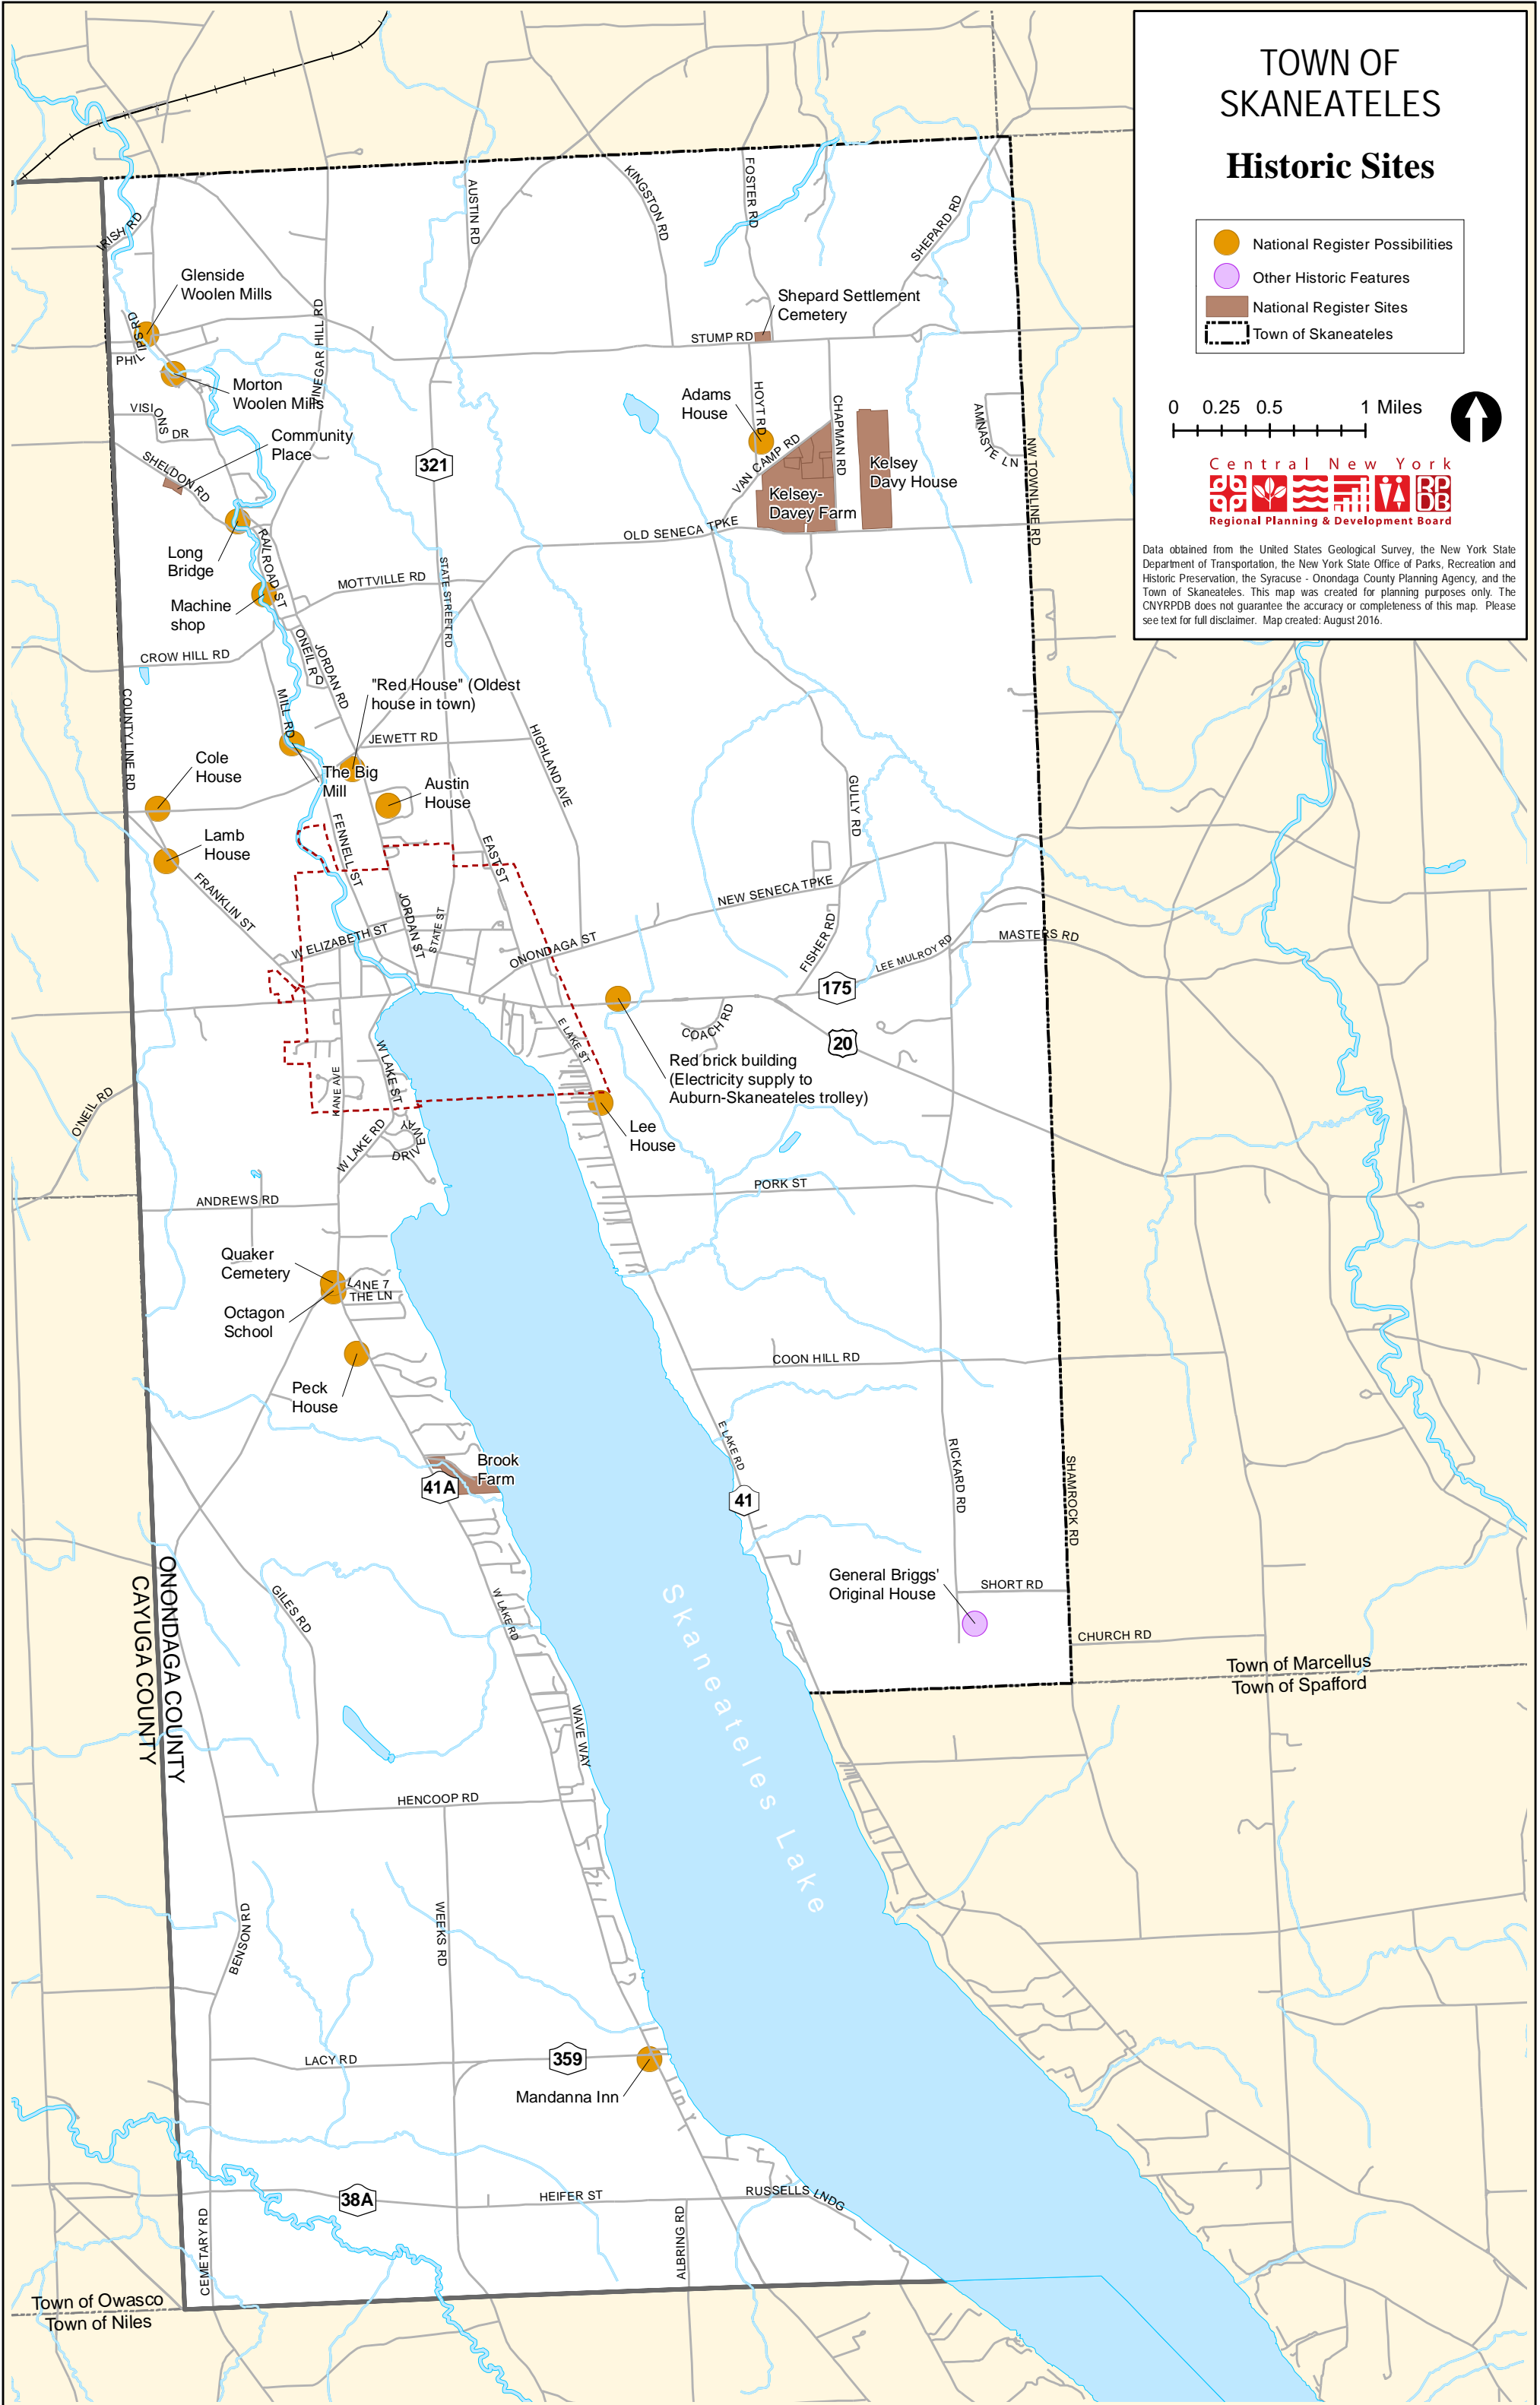 TOWN OF
SKANEATELES
Historic Sites
National Register Possibilities
Other Historic Features
National Register Sites
Town of Skaneateles
0 0.25 0.5 1 Miles
Central New York
RP
DB
Regional Planning & Development Board
Data obtained from the United States Geological Survey, the New York State
Department of Transportation, the New York State Office of Parks, Recreation and
Historic Preservation, the Syracuse - Onondaga County Planning Agency, and the
Town of Skaneateles. This map was created for planning purposes only. The
CNYRPDB does not guarantee the accuracy or completeness of this map. Please
see text for full disclaimer. Map created: August 2016.
IRISH RD
AUSTIN RD
KINGSTON RD
FOSTER RD
SHEPARD RD
Glenside
Woolen Mills
Shepard Settlement
Cemetery
PHILIPS RD
VINEGAR HILL RD
STUMP RD
Morton
Woolen Mills
Adams
House
HOYT RD
CHAPMAN RD
AMNASTE LN
VISIONS DR
Community
Place
SHELDON RD
321
VAN CAMP RD
Kelsey
Davy House
Kelsey-
Davey Farm
NW TOWNLINE RD
OLD SENECA TPKE
Long
Bridge
RAILROAD ST
MOTTVILLE RD
STATE STREET RD
Machine
shop
ONEIL RD
JORDAN RD
CROW HILL RD
COUNTY LINE RD
MILL RD
"Red House" (Oldest
house in town)
JEWETT RD
HIGHLAND AVE
Cole
House
The Big
Mill
Austin
House
GULLY RD
Lamb
House
FENNELL ST
EAST ST
FRANKLIN ST
JORDAN ST
STATE ST
NEW SENECA TPKE
W ELIZABETH ST
ONONDAGA ST
FISHER RD
LEE MULROY RD
MASTERS RD
175
20
COACH RD
E LAKE ST
W LAKE ST
KANE AVE
Red brick building
(Electricity supply to
Auburn-Skaneateles trolley)
O'NEIL RD
W LAKE RD
DRIVEWAY
Lee
House
PORK ST
ANDREWS RD
Quaker
Cemetery
LANE 7
THE LN
Octagon
School
COON HILL RD
Peck
House
E LAKE RD
RICKARD RD
SHAMROCK RD
Brook
Farm
41A
41
ONONDAGA COUNTY
CAYUGA COUNTY
GILES RD
W LAKE RD
General Briggs'
Original House
SHORT RD
CHURCH RD
Town of Marcellus
Town of Spafford
Skaneateles Lake
WAVE WAY
HENCOOP RD
BENSON RD
WEEKS RD
LACY RD
359
Mandanna Inn
38A
HEIFER ST
RUSSELLS LNDG
CEMETARY RD
ALBRING RD
Town of Owasco
Town of Niles